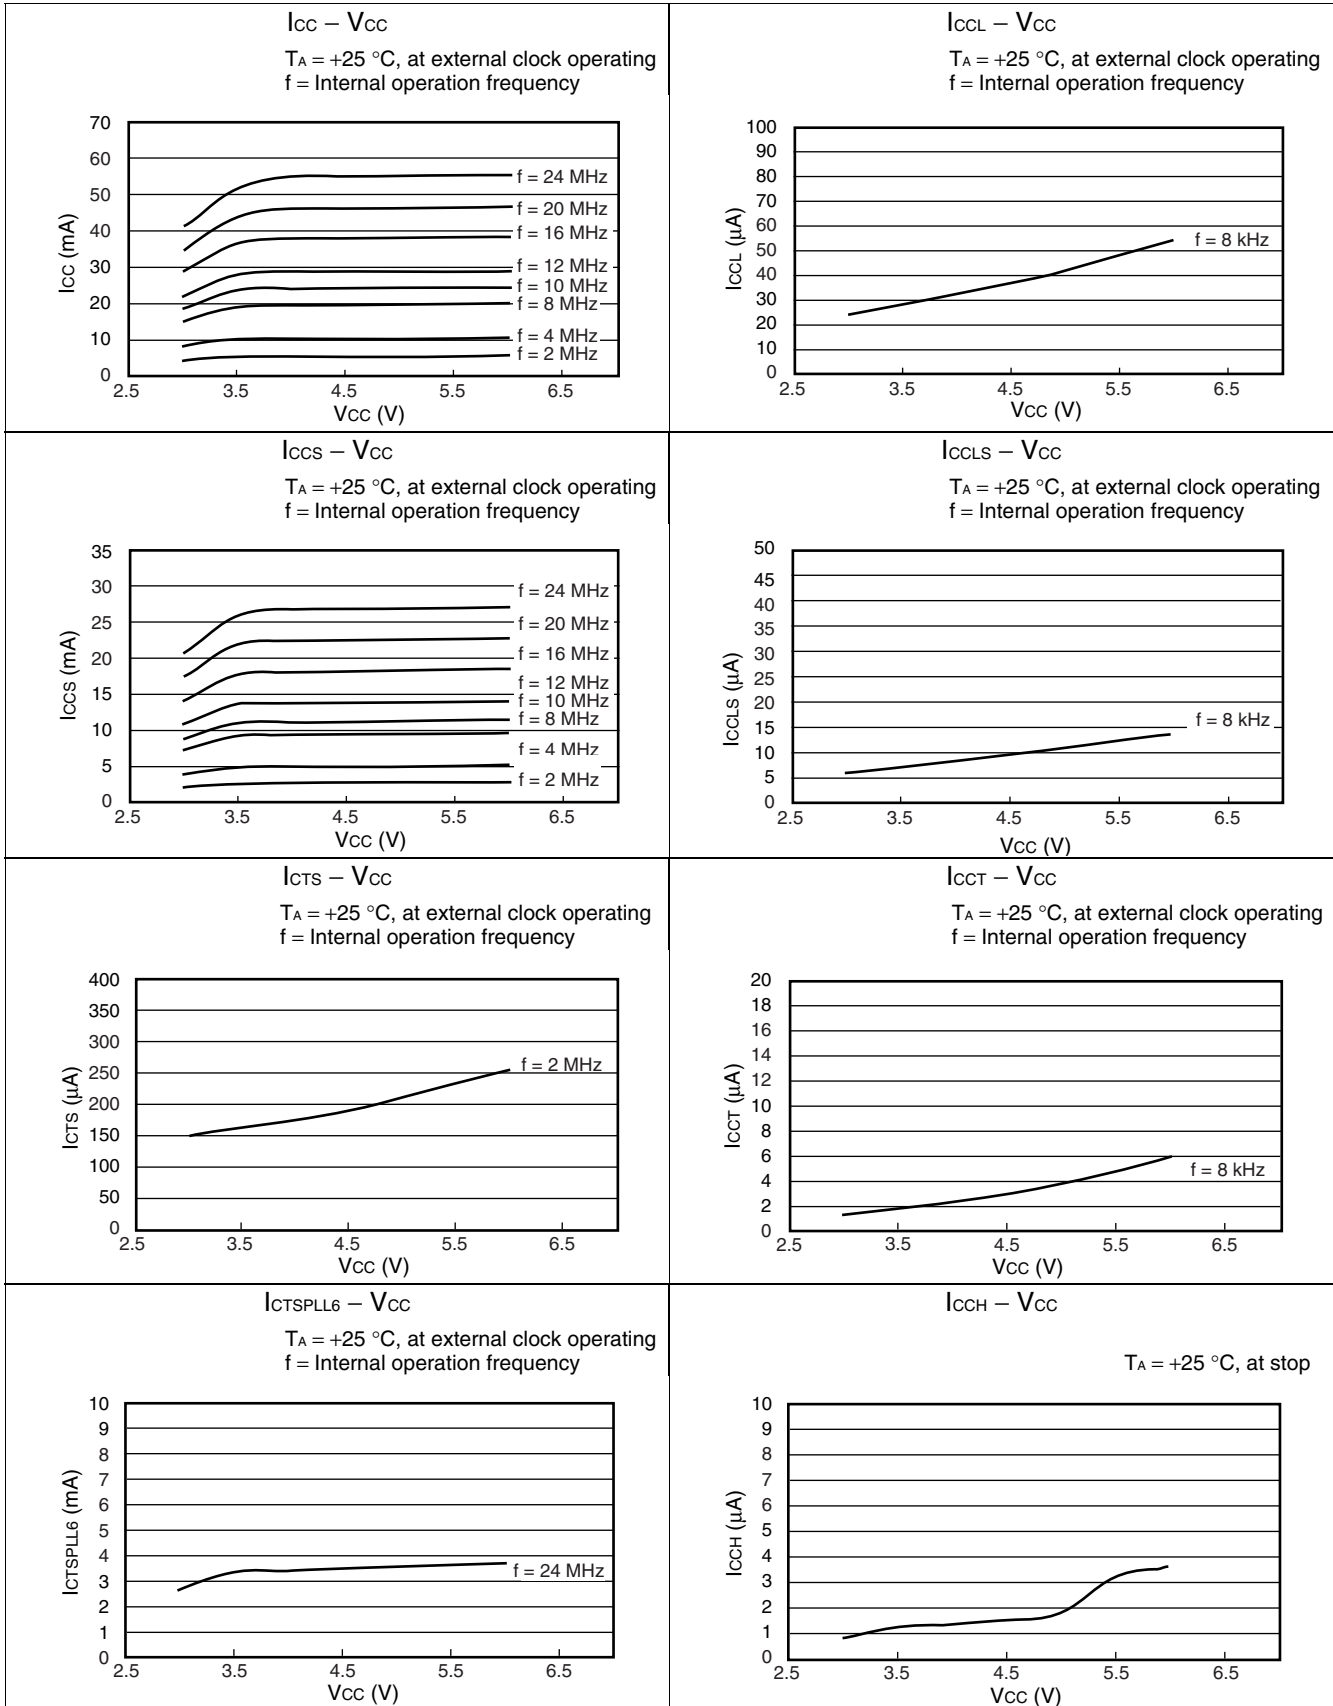 ICC – VCC
TA = +25 °C, at external clock operating
f = Internal operation frequency
70
60
50
40
30
20
10
0
ICC (mA)
f = 24 MHz
f = 20 MHz
f = 16 MHz
f = 12 MHz
f = 10 MHz
f = 8 MHz
f = 4 MHz
f = 2 MHz
2.5 3.5 4.5 5.5 6.5
VCC (V)
ICCL – VCC
TA = +25 °C, at external clock operating
f = Internal operation frequency
100
90
80
70
60
50
40
30
20
10
0
ICCL (µA)
f = 8 kHz
2.5 3.5 4.5 5.5 6.5
VCC (V)
ICCS – VCC
TA = +25 °C, at external clock operating
f = Internal operation frequency
35
30
25
20
15
10
5
0
ICCS (mA)
f = 24 MHz
f = 20 MHz
f = 16 MHz
f = 12 MHz
f = 10 MHz
f = 8 MHz
f = 4 MHz
f = 2 MHz
2.5 3.5 4.5 5.5 6.5
VCC (V)
ICCLS – VCC
TA = +25 °C, at external clock operating
f = Internal operation frequency
50
45
40
35
30
25
20
15
10
5
0
ICCLS (µA)
f = 8 kHz
2.5 3.5 4.5 5.5 6.5
VCC (V)
ICTS – VCC
TA = +25 °C, at external clock operating
f = Internal operation frequency
400
350
300
250
200
150
100
50
0
ICTS (µA)
f = 2 MHz
2.5 3.5 4.5 5.5 6.5
VCC (V)
ICCT – VCC
TA = +25 °C, at external clock operating
f = Internal operation frequency
20
18
16
14
12
10
8
6
4
2
0
ICCT (µA)
f = 8 kHz
2.5 3.5 4.5 5.5 6.5
VCC (V)
ICTSPLL6 – VCC
TA = +25 °C, at external clock operating
f = Internal operation frequency
10
9
8
7
6
5
4
3
2
1
0
ICTSPLL6 (mA)
f = 24 MHz
2.5 3.5 4.5 5.5 6.5
VCC (V)
ICCH – VCC
TA = +25 °C, at stop
10
9
8
7
6
5
4
3
2
1
0
ICCH (µA)
2.5 3.5 4.5 5.5 6.5
VCC (V)